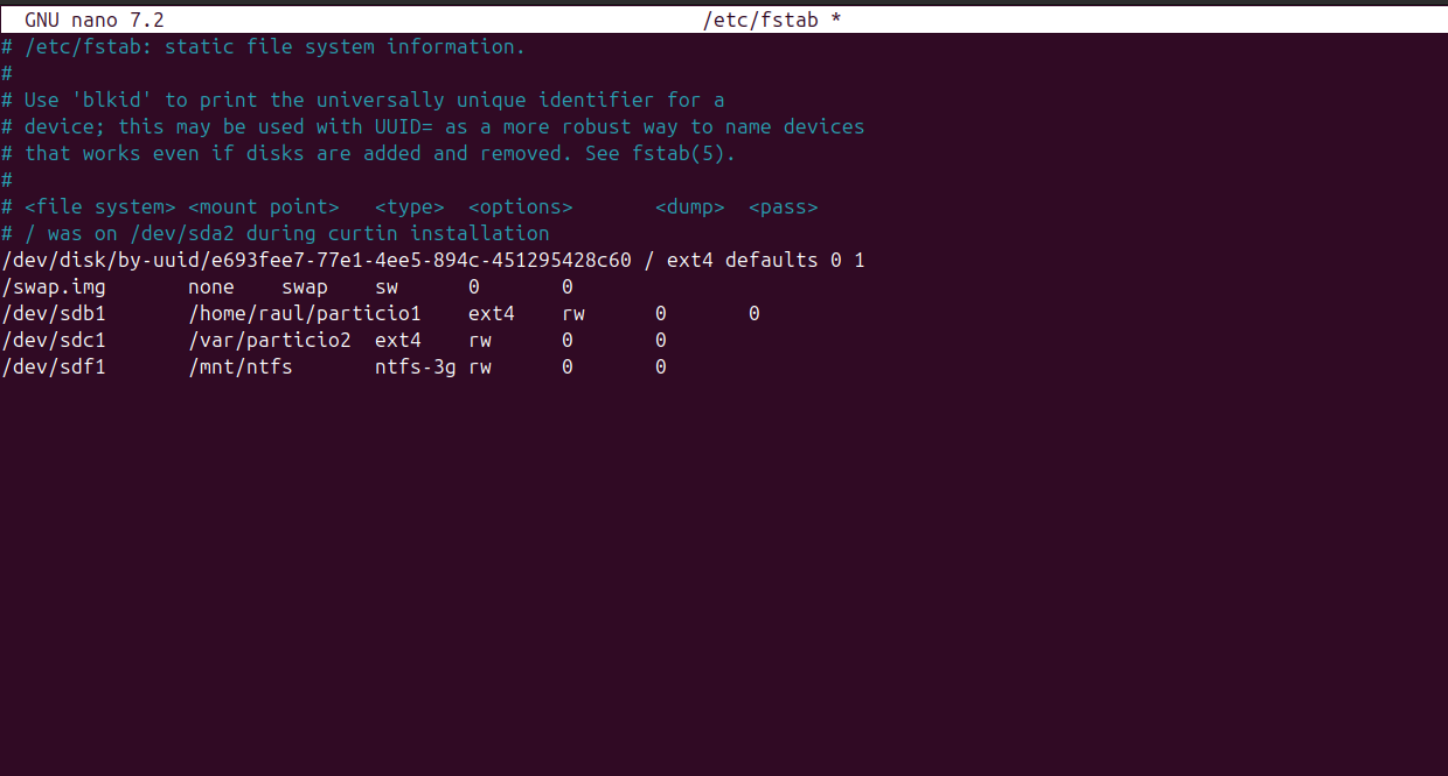 GNU nano 7.2 /etc/fstab *
# /etc/fstab: static file system information.
#
# Use 'blkid' to print the universally unique identifier for a
# device; this may be used with UUID= as a more robust way to name devices
# that works even if disks are added and removed. See fstab(5).
#
# <file system> <mount point>   <type>  <options>       <dump>  <pass>
# / was on /dev/sda2 during curtin installation
/dev/disk/by-uuid/e693fee7-77e1-4ee5-894c-451295428c60 / ext4 defaults 0 1
/swap.img       none    swap    sw      0       0
/dev/sdb1       /home/raul/particio1    ext4    rw      0       0
/dev/sdc1       /var/particio2  ext4    rw      0       0
/dev/sdf1       /mnt/ntfs       ntfs-3g rw      0       0